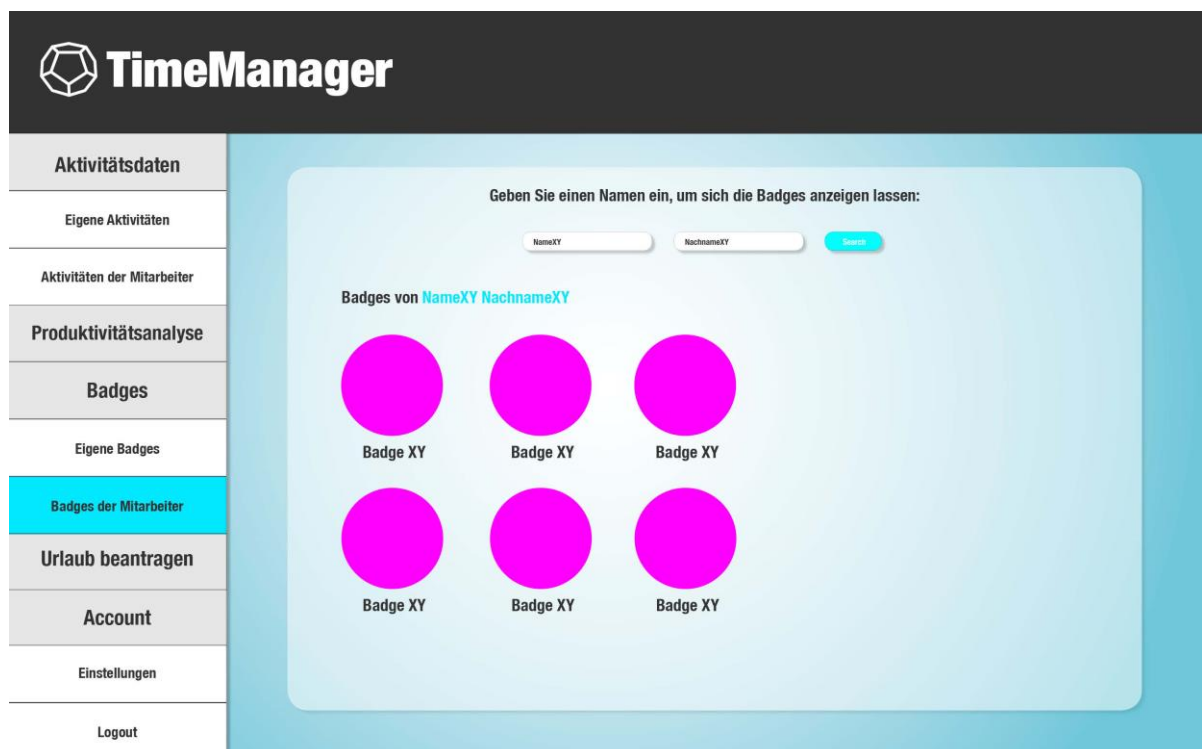 TimeManager
Aktivitätsdaten
Eigene Aktivitäten
Aktivitäten der Mitarbeiter
Produktivitätsanalyse
Badges
Eigene Badges
Badges der Mitarbeiter
Urlaub beantragen
Account
Einstellungen
Logout
Geben Sie einen Namen ein, um sich die Badges anzeigen lassen:
NameXY NachnameXY Search
Badges von NameXY NachnameXY
Badge XY Badge XY Badge XY
Badge XY Badge XY Badge XY